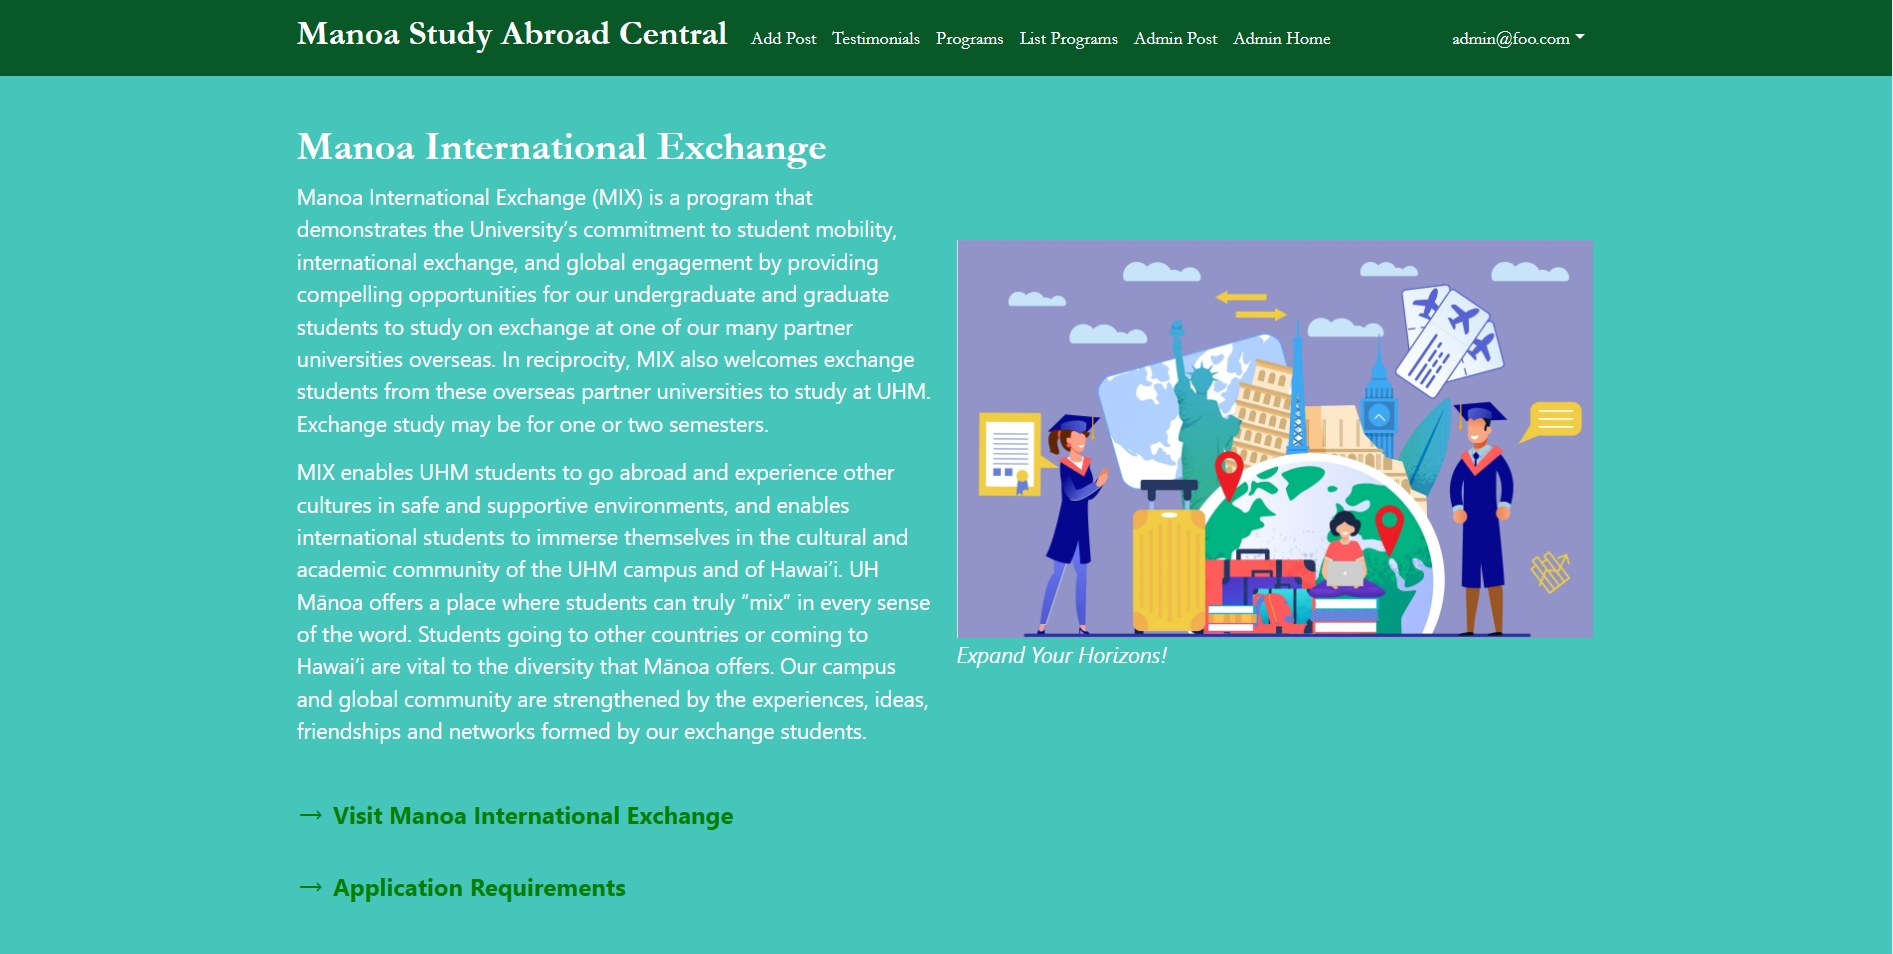 Manoa Study Abroad Central
Add Post
Testimonials
Programs
List Programs
Admin Post
Admin Home
admin@foo.com
Manoa International Exchange
Manoa International Exchange (MIX) is a program that
demonstrates the University’s commitment to student mobility,
international exchange, and global engagement by providing
compelling opportunities for our undergraduate and graduate
students to study on exchange at one of our many partner
universities overseas. In reciprocity, MIX also welcomes exchange
students from these overseas partner universities to study at UHM.
Exchange study may be for one or two semesters.
MIX enables UHM students to go abroad and experience other
cultures in safe and supportive environments, and enables
international students to immerse themselves in the cultural and
academic community of the UHM campus and of Hawai’i. UH
Mānoa offers a place where students can truly “mix” in every sense
of the word. Students going to other countries or coming to
Hawai’i are vital to the diversity that Mānoa offers. Our campus
and global community are strengthened by the experiences, ideas,
friendships and networks formed by our exchange students.
Expand Your Horizons!
→ Visit Manoa International Exchange
→ Application Requirements